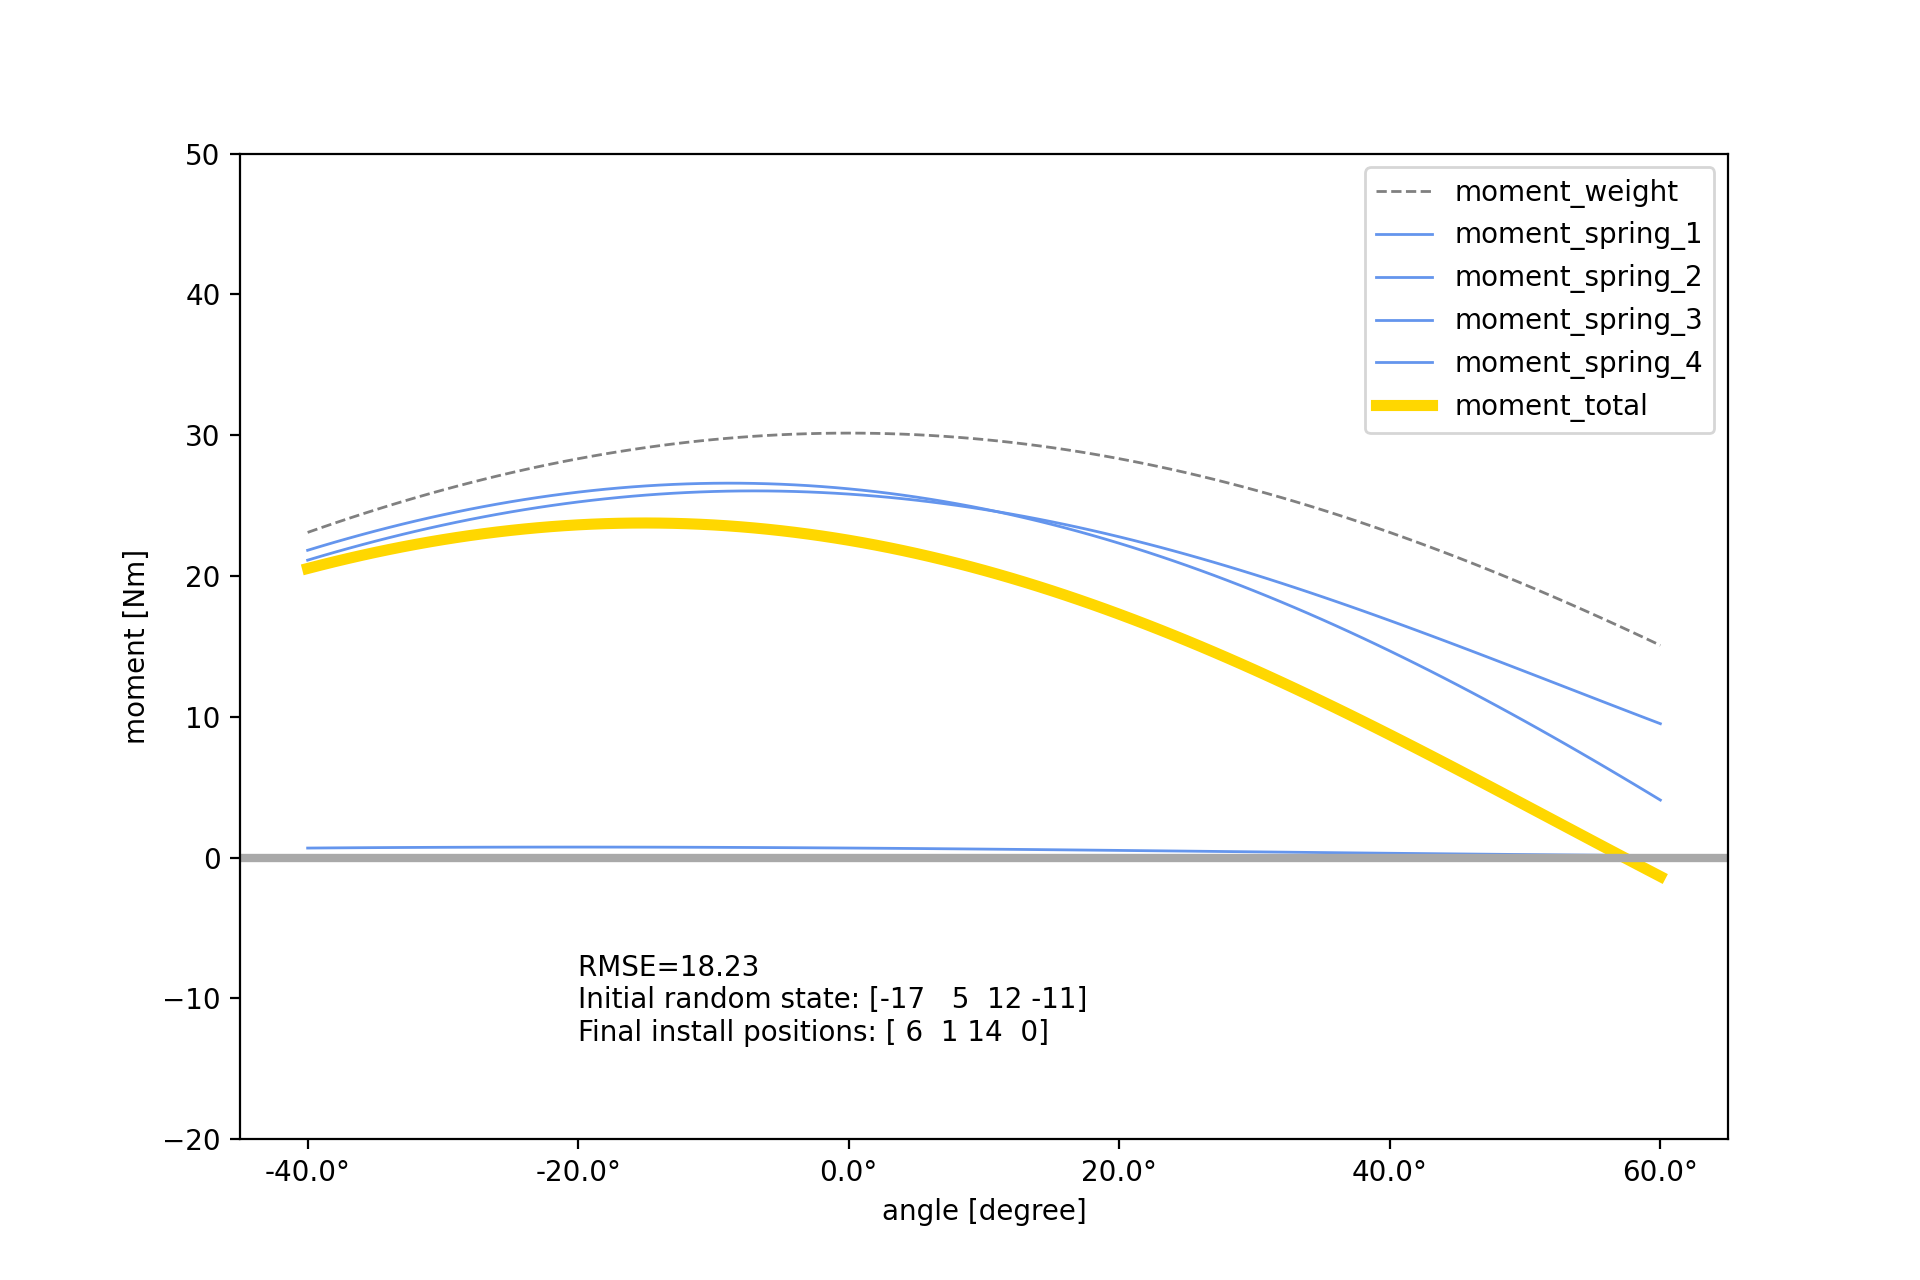 50
40
30
20
10
0
−10
−20
moment [Nm]
moment_weight
moment_spring_1
moment_spring_2
moment_spring_3
moment_spring_4
moment_total
RMSE=18.23
Initial random state: [-17   5  12 -11]
Final install positions: [ 6  1 14  0]
-40.0° -20.0° 0.0° 20.0° 40.0° 60.0°
angle [degree]